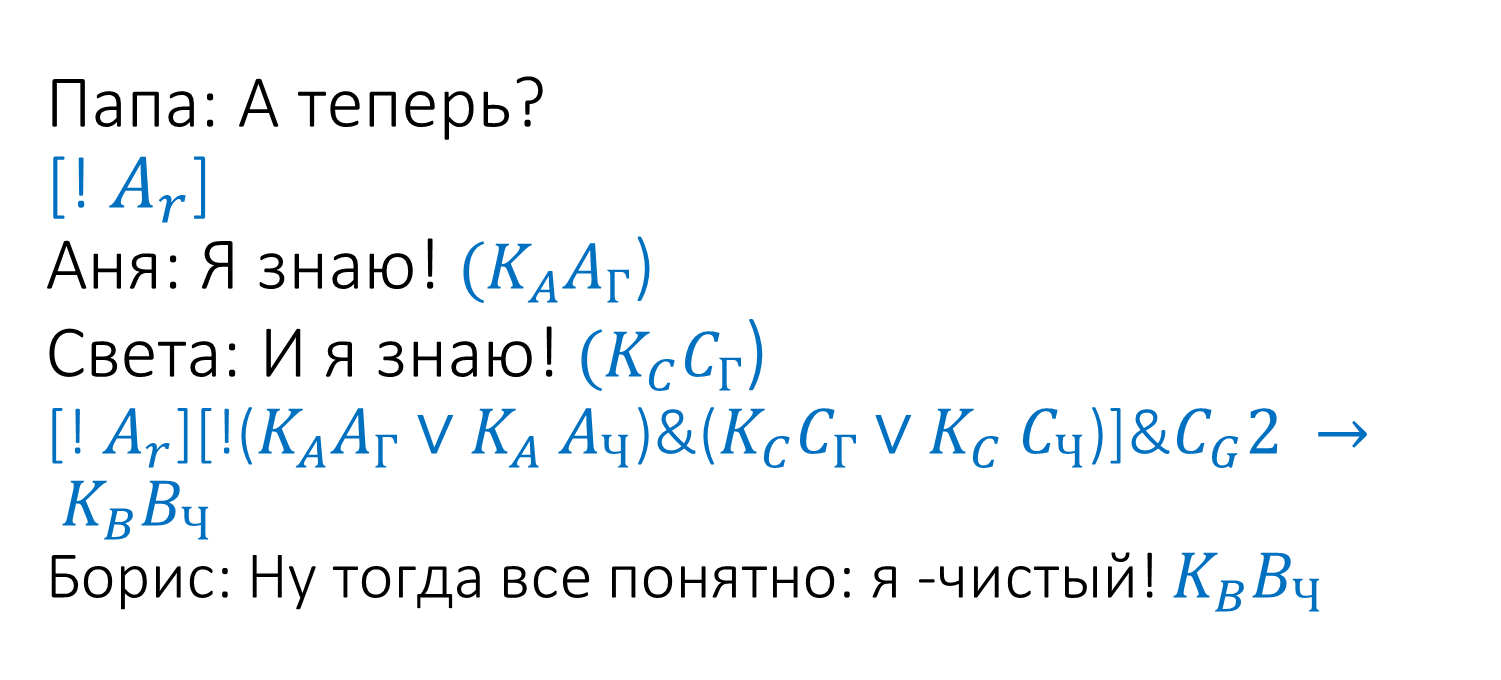 Папа: А теперь?
[! A_r]
Аня: Я знаю! (K_A A_Г)
Света: И я знаю! (K_C C_Г)
[! A_r][!(K_A A_Г ∨ K_A A_Ч)&(K_C C_Г ∨ K_C C_Ч)]&C_G 2 →
K_B B_Ч
Борис: Ну тогда все понятно: я -чистый! K_B B_Ч